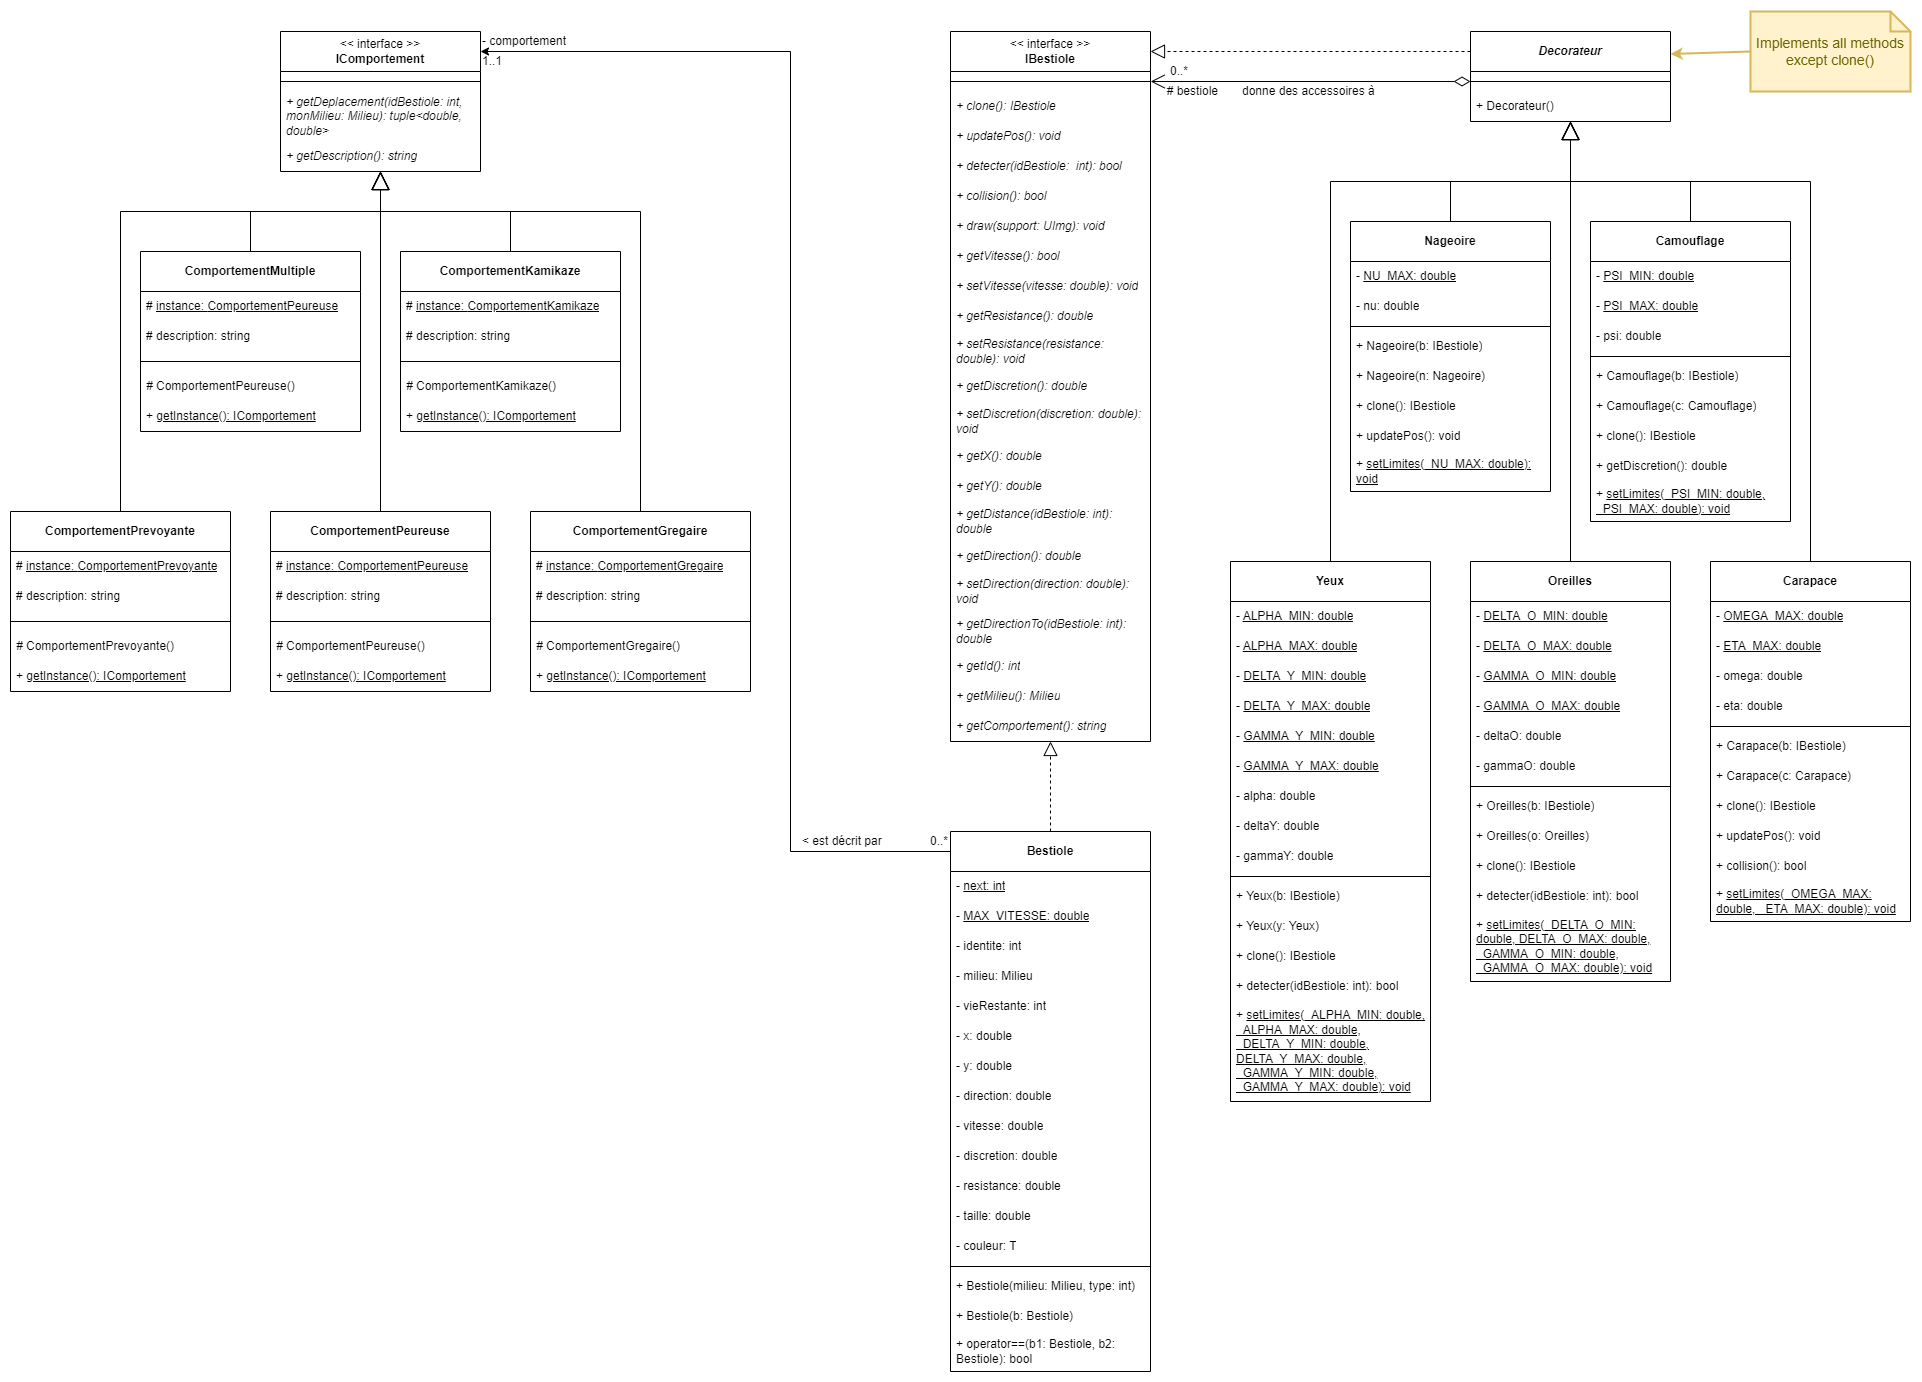 << interface >>
IComportement
+ getDeplacement(idBestiole: int,
monMilieu: Milieu): tuple<double,
double>
+ getDescription(): string
- comportement
1..1
ComportementMultiple
# instance: ComportementPeureuse
# description: string
# ComportementPeureuse()
+ getInstance(): IComportement
ComportementKamikaze
# instance: ComportementKamikaze
# description: string
# ComportementKamikaze()
+ getInstance(): IComportement
ComportementPrevoyante
# instance: ComportementPrevoyante
# description: string
# ComportementPrevoyante()
+ getInstance(): IComportement
ComportementPeureuse
# instance: ComportementPeureuse
# description: string
# ComportementPeureuse()
+ getInstance(): IComportement
ComportementGregaire
# instance: ComportementGregaire
# description: string
# ComportementGregaire()
+ getInstance(): IComportement
< est décrit par
0..*
<< interface >>
IBestiole
+ clone(): IBestiole
+ updatePos(): void
+ detecter(idBestiole: int): bool
+ collision(): bool
+ draw(support: UImg): void
+ getVitesse(): bool
+ setVitesse(vitesse: double): void
+ getResistance(): double
+ setResistance(resistance:
double): void
+ getDiscretion(): double
+ setDiscretion(discretion: double):
void
+ getX(): double
+ getY(): double
+ getDistance(idBestiole: int):
double
+ getDirection(): double
+ setDirection(direction: double):
void
+ getDirectionTo(idBestiole: int):
double
+ getId(): int
+ getMilieu(): Milieu
+ getComportement(): string
Bestiole
- next: int
- MAX_VITESSE: double
- identite: int
- milieu: Milieu
- vieRestante: int
- x: double
- y: double
- direction: double
- vitesse: double
- discretion: double
- resistance: double
- taille: double
- couleur: T
+ Bestiole(milieu: Milieu, type: int)
+ Bestiole(b: Bestiole)
+ operator==(b1: Bestiole, b2:
Bestiole): bool
0..*
# bestiole
donne des accessoires à
Decorateur
+ Decorateur()
Implements all methods
except clone()
Nageoire
- NU_MAX: double
- nu: double
+ Nageoire(b: IBestiole)
+ Nageoire(n: Nageoire)
+ clone(): IBestiole
+ updatePos(): void
+ setLimites(_NU_MAX: double):
void
Camouflage
- PSI_MIN: double
- PSI_MAX: double
- psi: double
+ Camouflage(b: IBestiole)
+ Camouflage(c: Camouflage)
+ clone(): IBestiole
+ getDiscretion(): double
+ setLimites(_PSI_MIN: double,
_PSI_MAX: double): void
Yeux
- ALPHA_MIN: double
- ALPHA_MAX: double
- DELTA_Y_MIN: double
- DELTA_Y_MAX: double
- GAMMA_Y_MIN: double
- GAMMA_Y_MAX: double
- alpha: double
- deltaY: double
- gammaY: double
+ Yeux(b: IBestiole)
+ Yeux(y: Yeux)
+ clone(): IBestiole
+ detecter(idBestiole: int): bool
+ setLimites(_ALPHA_MIN: double,
_ALPHA_MAX: double,
_DELTA_Y_MIN: double,
DELTA_Y_MAX: double,
_GAMMA_Y_MIN: double,
_GAMMA_Y_MAX: double): void
Oreilles
- DELTA_O_MIN: double
- DELTA_O_MAX: double
- GAMMA_O_MIN: double
- GAMMA_O_MAX: double
- deltaO: double
- gammaO: double
+ Oreilles(b: IBestiole)
+ Oreilles(o: Oreilles)
+ clone(): IBestiole
+ detecter(idBestiole: int): bool
+ setLimites(_DELTA_O_MIN:
double, DELTA_O_MAX: double,
_GAMMA_O_MIN: double,
_GAMMA_O_MAX: double): void
Carapace
- OMEGA_MAX: double
- ETA_MAX: double
- omega: double
- eta: double
+ Carapace(b: IBestiole)
+ Carapace(c: Carapace)
+ clone(): IBestiole
+ updatePos(): void
+ collision(): bool
+ setLimites(_OMEGA_MAX:
double, _ETA_MAX: double): void